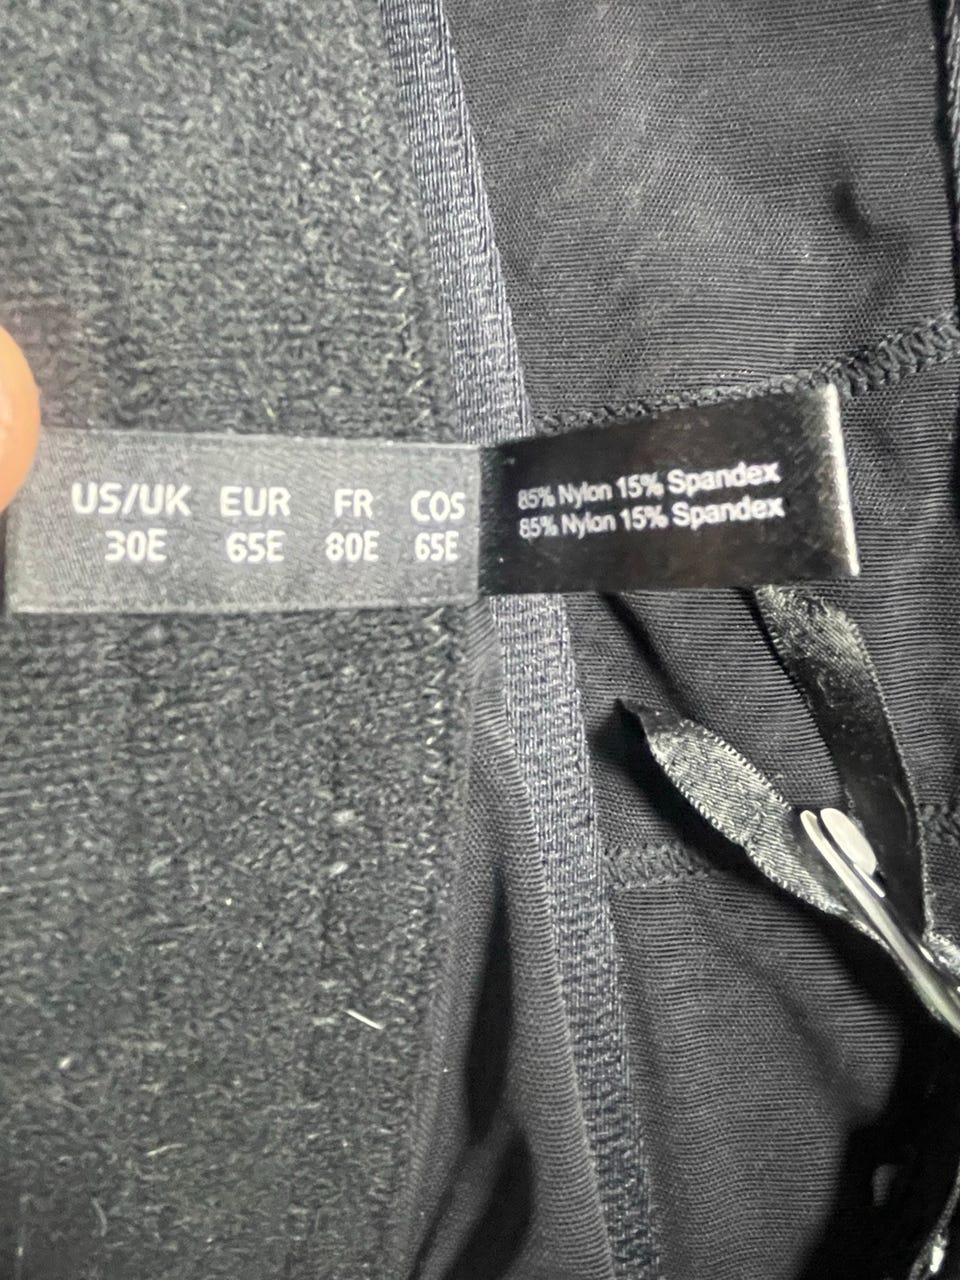 US/UK EUR FR COS
30E 65E 80E 65E
85% Nylon 15% Spandex
85% Nylon 15% Spandex